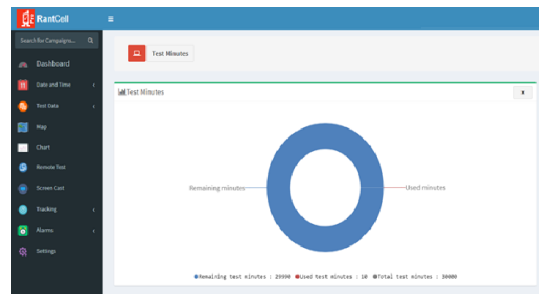 RantCell
Search for Campaigns...
Dashboard
Date and Time
Test Data
Map
Chart
Remote Test
Screen Cast
Tracking
Alarms
Settings
Test Minutes
Test Minutes
x
Remaining minutes
Used minutes
Remaining test minutes : 29990 Used test minutes : 10 Total test minutes : 30000